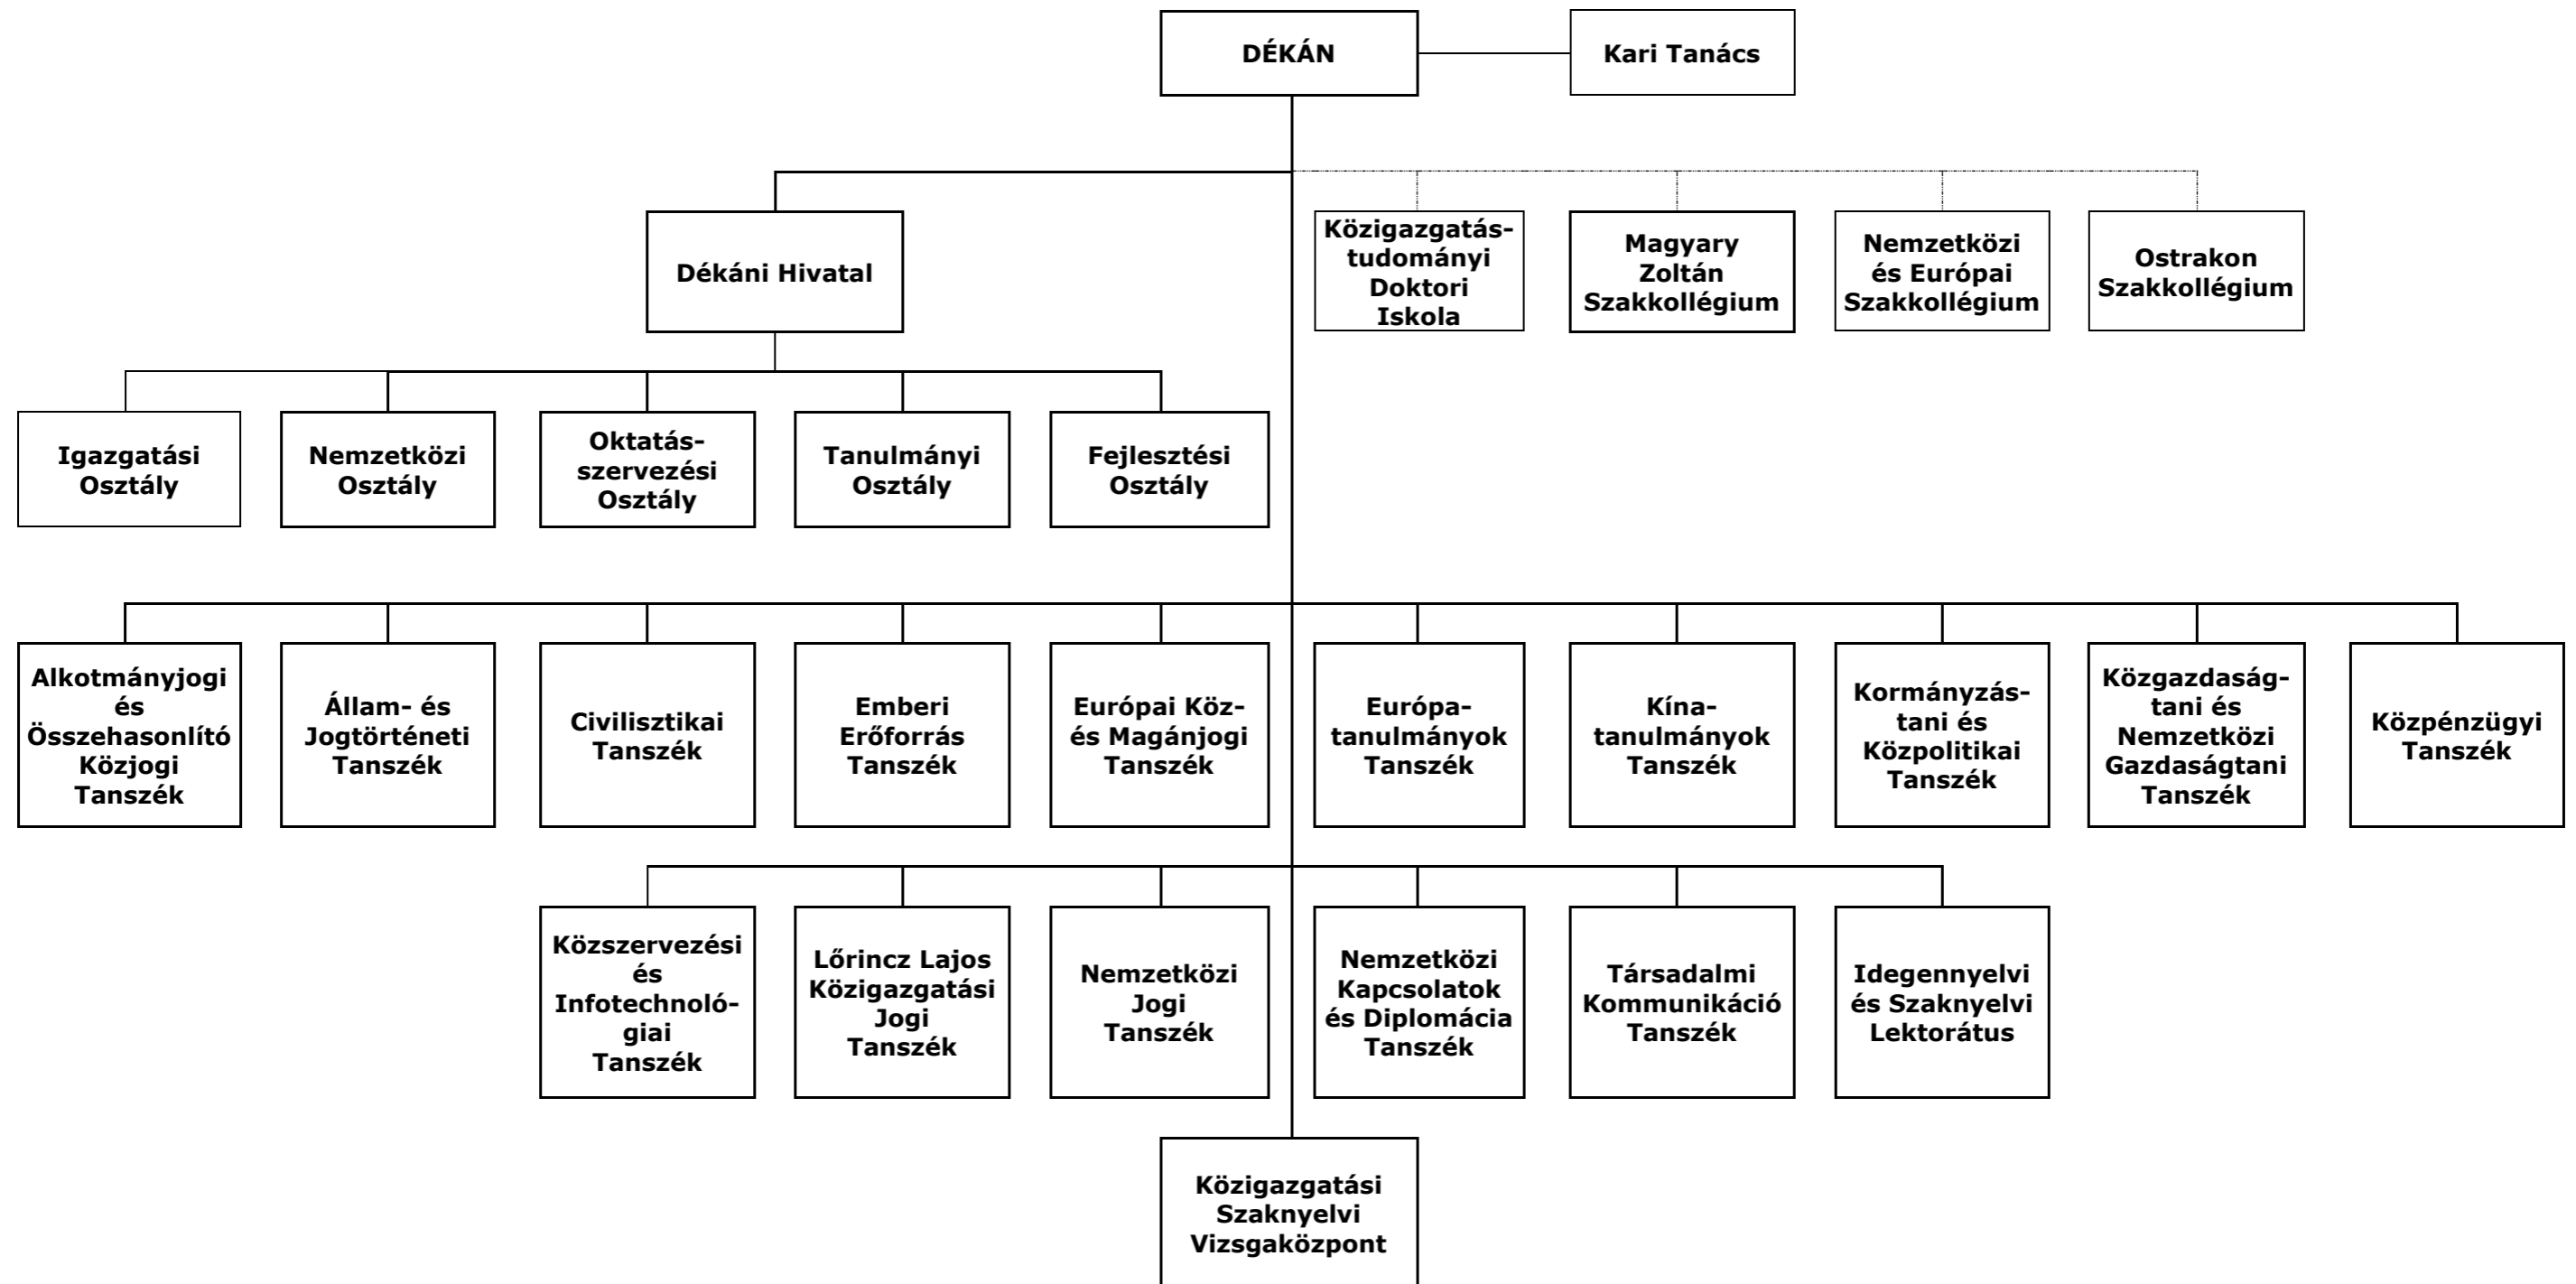 DÉKÁN
Kari Tanács
Dékáni Hivatal
Közigazgatás-
tudományi
Doktori
Iskola
Magyary
Zoltán
Szakkollégium
Nemzetközi
és Európai
Szakkollégium
Ostrakon
Szakkollégium
Igazgatási
Osztály
Nemzetközi
Osztály
Oktatás-
szervezési
Osztály
Tanulmányi
Osztály
Fejlesztési
Osztály
Alkotmányjogi
és
Összehasonlító
Közjogi
Tanszék
Állam- és
Jogtörténeti
Tanszék
Civilisztikai
Tanszék
Emberi
Erőforrás
Tanszék
Európai Köz-
és Magánjogi
Tanszék
Európa-
tanulmányok
Tanszék
Kína-
tanulmányok
Tanszék
Kormányzás-
tani és
Közpolitikai
Tanszék
Közgazdaság-
tani és
Nemzetközi
Gazdaságtani
Tanszék
Közpénzügyi
Tanszék
Közszervezési
és
Infotechnoló-
giai
Tanszék
Lőrincz Lajos
Közigazgatási
Jogi
Tanszék
Nemzetközi
Jogi
Tanszék
Nemzetközi
Kapcsolatok
és Diplomácia
Tanszék
Társadalmi
Kommunikáció
Tanszék
Idegennyelvi
és Szaknyelvi
Lektorátus
Közigazgatási
Szaknyelvi
Vizsgaközpont